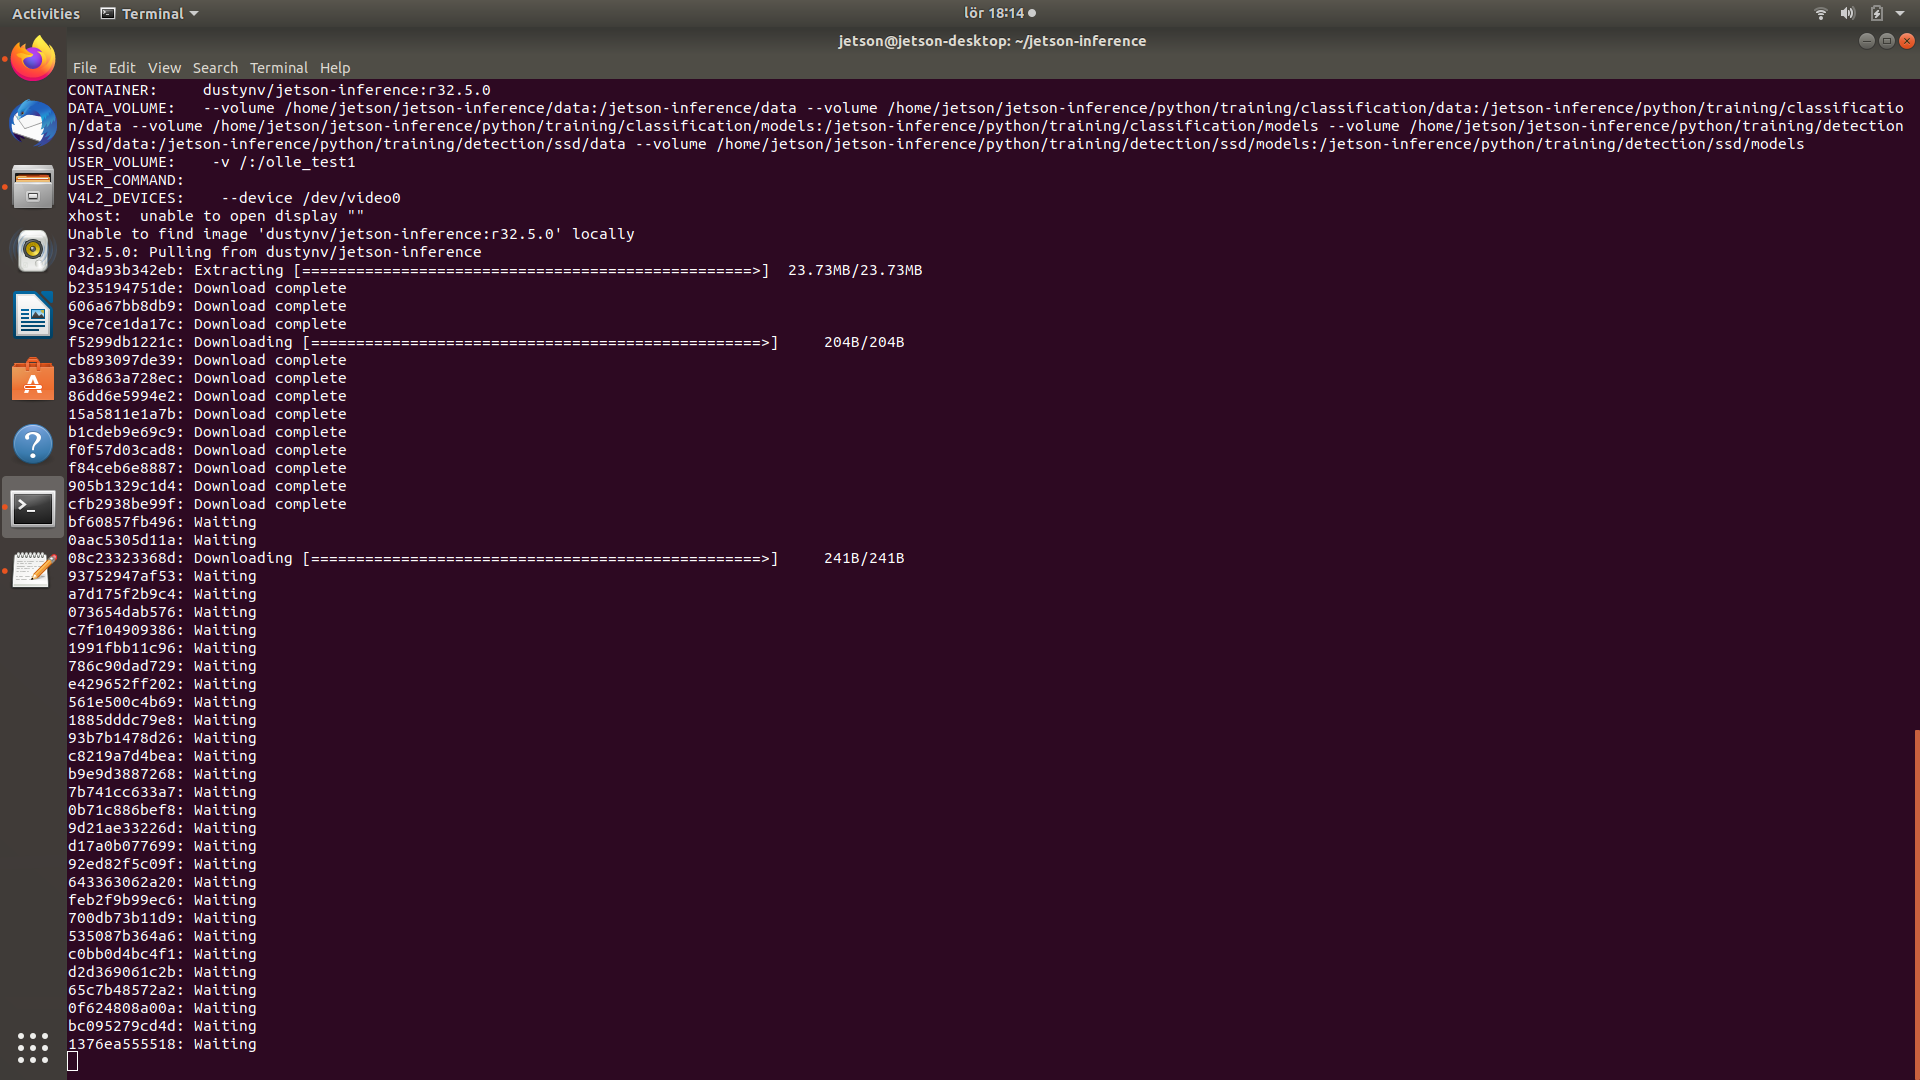 Activities Terminal lör 18:14
jetson@jetson-desktop: ~/jetson-inference
File Edit View Search Terminal Help
CONTAINER:     dustynv/jetson-inference:r32.5.0
DATA_VOLUME:   --volume /home/jetson/jetson-inference/data:/jetson-inference/data --volume /home/jetson/jetson-inference/python/training/classification/data:/jetson-inference/python/training/classificatio
n/data --volume /home/jetson/jetson-inference/python/training/classification/models:/jetson-inference/python/training/classification/models --volume /home/jetson/jetson-inference/python/training/detection
/ssd/data:/jetson-inference/python/training/detection/ssd/data --volume /home/jetson/jetson-inference/python/training/detection/ssd/models:/jetson-inference/python/training/detection/ssd/models
USER_VOLUME:    -v /:/olle_test1
USER_COMMAND:
V4L2_DEVICES:    --device /dev/video0
xhost:  unable to open display ""
Unable to find image 'dustynv/jetson-inference:r32.5.0' locally
r32.5.0: Pulling from dustynv/jetson-inference
04da93b342eb: Extracting [==================================================>]  23.73MB/23.73MB
b235194751de: Download complete
606a67bb8db9: Download complete
9ce7ce1da17c: Download complete
f5299db1221c: Downloading [==================================================>]     204B/204B
cb893097de39: Download complete
a36863a728ec: Download complete
86dd6e5994e2: Download complete
15a5811e1a7b: Download complete
b1cdeb9e69c9: Download complete
f0f57d03cad8: Download complete
f84ceb6e8887: Download complete
905b1329c1d4: Download complete
cfb2938be99f: Download complete
bf60857fb496: Waiting
0aac5305d11a: Waiting
08c23323368d: Downloading [==================================================>]     241B/241B
93752947af53: Waiting
a7d175f2b9c4: Waiting
073654dab576: Waiting
c7f104909386: Waiting
1991fbb11c96: Waiting
786c90dad729: Waiting
e429652ff202: Waiting
561e500c4b69: Waiting
1885dddc79e8: Waiting
93b7b1478d26: Waiting
c8219a7d4bea: Waiting
b9e9d3887268: Waiting
7b741cc633a7: Waiting
0b71c886bef8: Waiting
9d21ae33226d: Waiting
d17a0b077699: Waiting
92ed82f5c09f: Waiting
643363062a20: Waiting
feb2f9b99ec6: Waiting
700db73b11d9: Waiting
535087b364a6: Waiting
c0bb0d4bc4f1: Waiting
d2d369061c2b: Waiting
65c7b48572a2: Waiting
0f624808a00a: Waiting
bc095279cd4d: Waiting
1376ea555518: Waiting